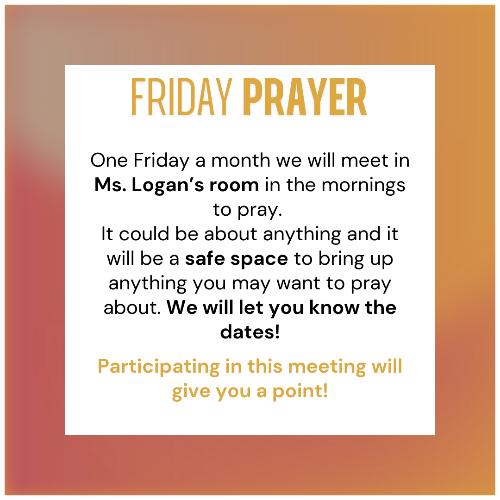 FRIDAY PRAYER
One Friday a month we will meet in
Ms. Logan's room in the mornings
to pray.
It could be about anything and it
will be a safe space to bring up
anything you may want to pray
about. We will let you know the
dates!
Participating in this meeting will
give you a point!